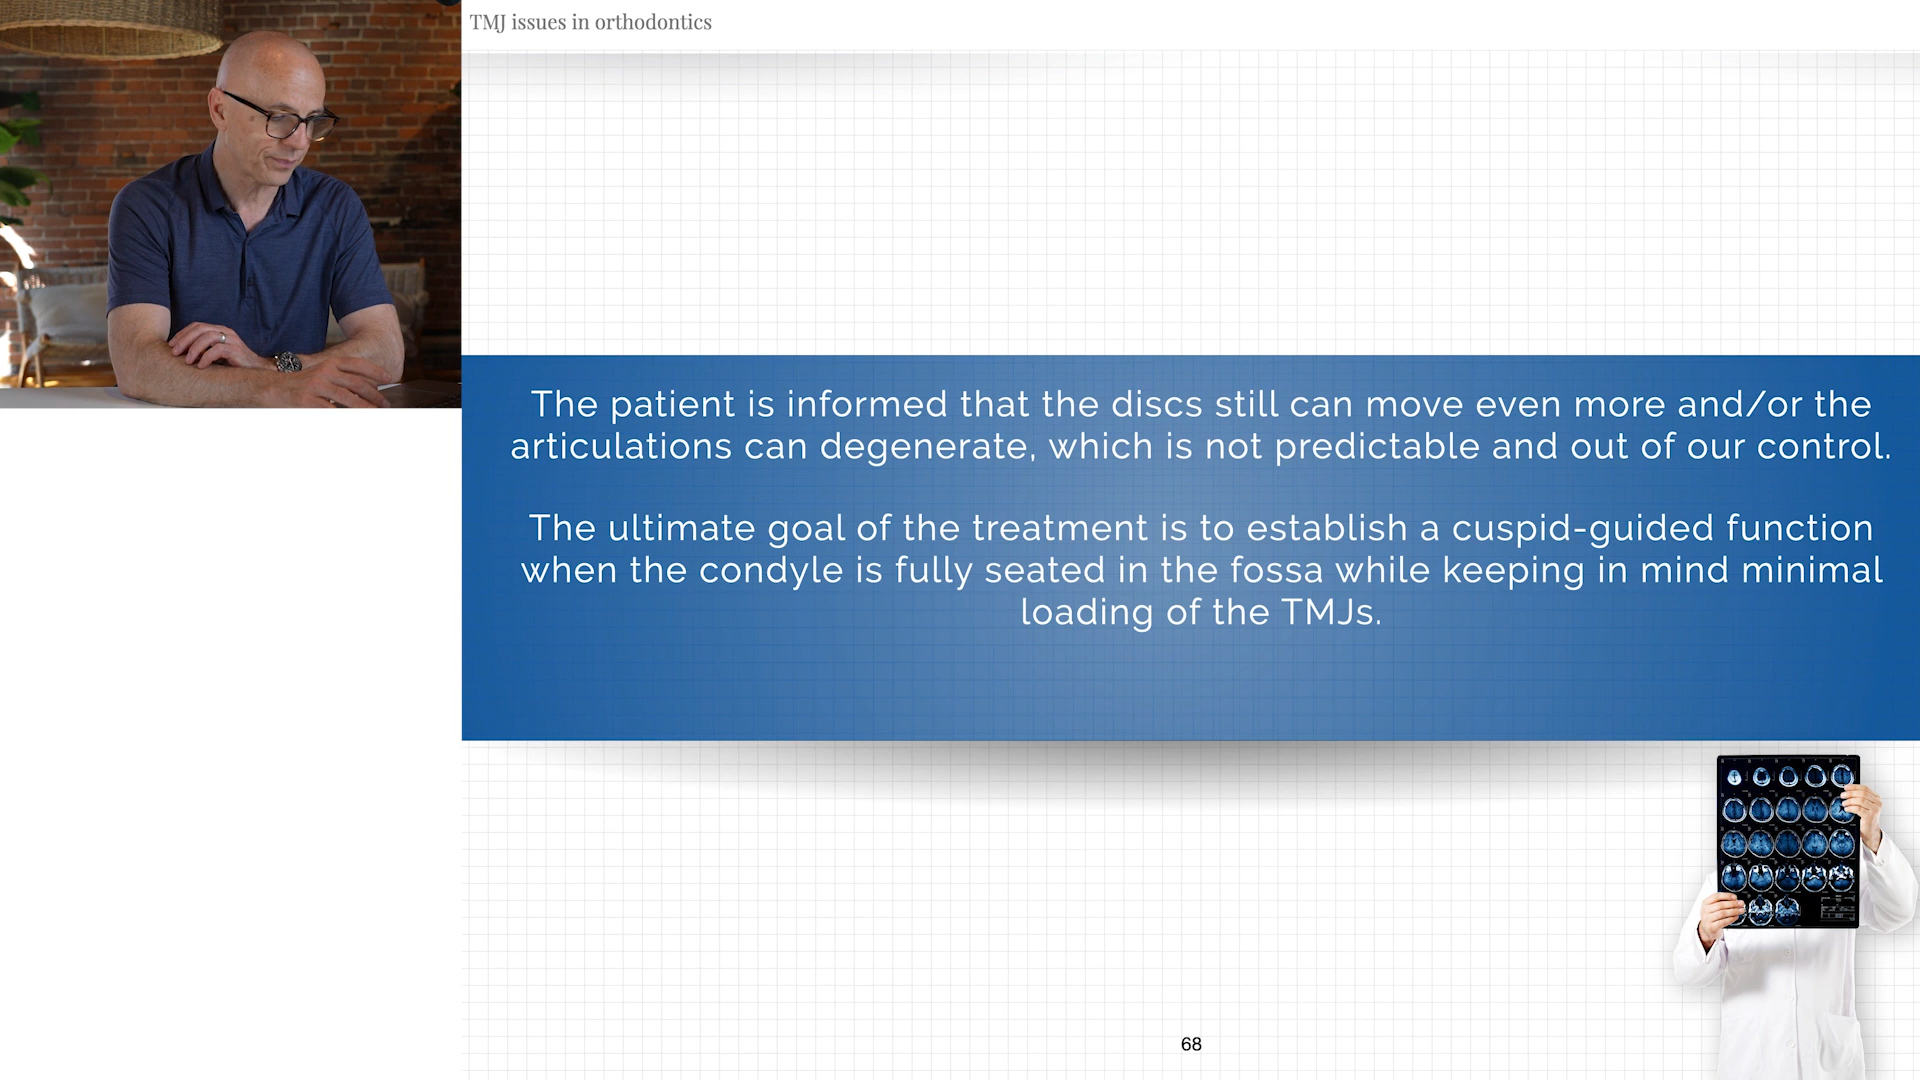 TMJ issues in orthodontics
The patient is informed that the discs still can move even more and/or the
articulations can degenerate, which is not predictable and out of our control.
The ultimate goal of the treatment is to establish a cuspid-guided function
when the condyle is fully seated in the fossa while keeping in mind minimal
loading of the TMJs.
68